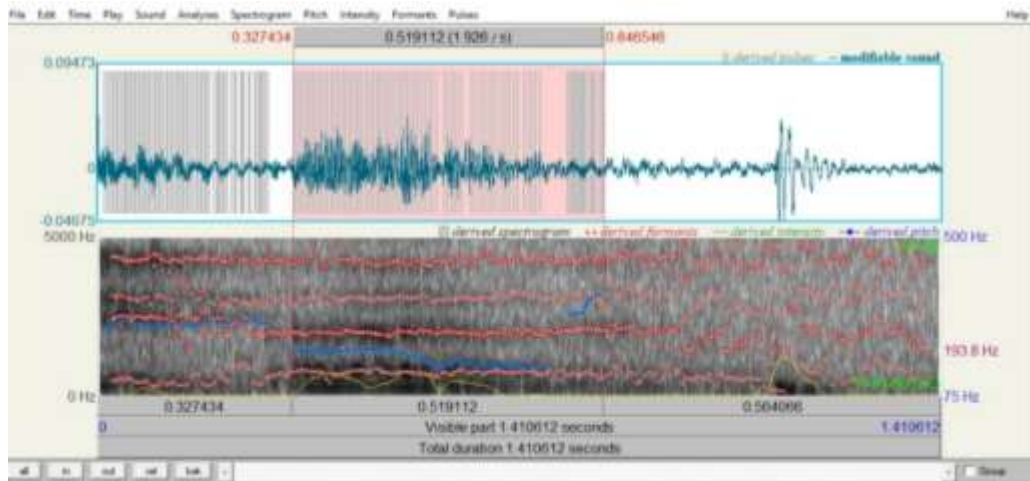 File Edit Time Play Sound Analyses Spectrogram Pitch Intensity Formants Pulses Help
0.327434 0.519112 (1.926 / s) 0.846546
derived pulses modifiable sound
0.09473
0
-0.04675
5000 Hz derived spectrogram derived formants derived intensity derived pitch 500 Hz
193.8 Hz
0 Hz 75 Hz
0.327434 0.519112 0.564066
0 Visible part 1.410612 seconds 1.410612
Total duration 1.410612 seconds
all in out sel bak Group